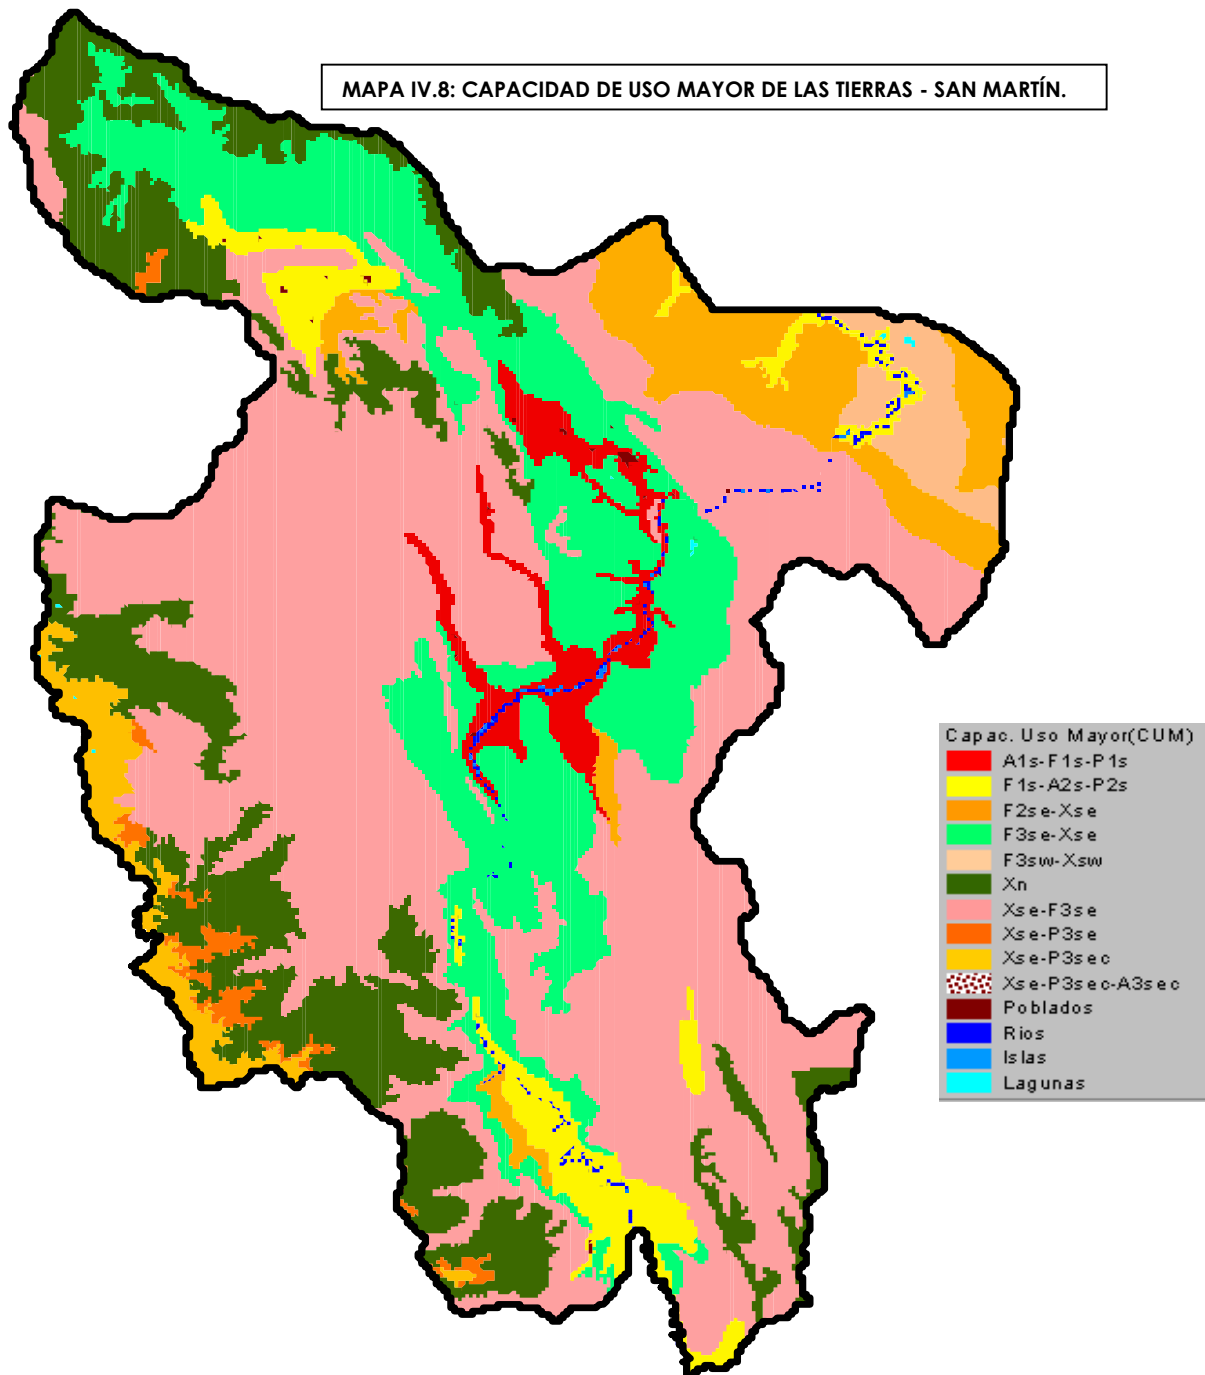 MAPA IV.8: CAPACIDAD DE USO MAYOR DE LAS TIERRAS - SAN MARTÍN.
Capac. Uso Mayor(CUM)
A1s-F1s-P1s
F1s-A2s-P2s
F2se-Xse
F3se-Xse
F3sw-Xsw
Xn
Xse-F3se
Xse-P3se
Xse-P3sec
Xse-P3sec-A3sec
Poblados
Rios
Islas
Lagunas